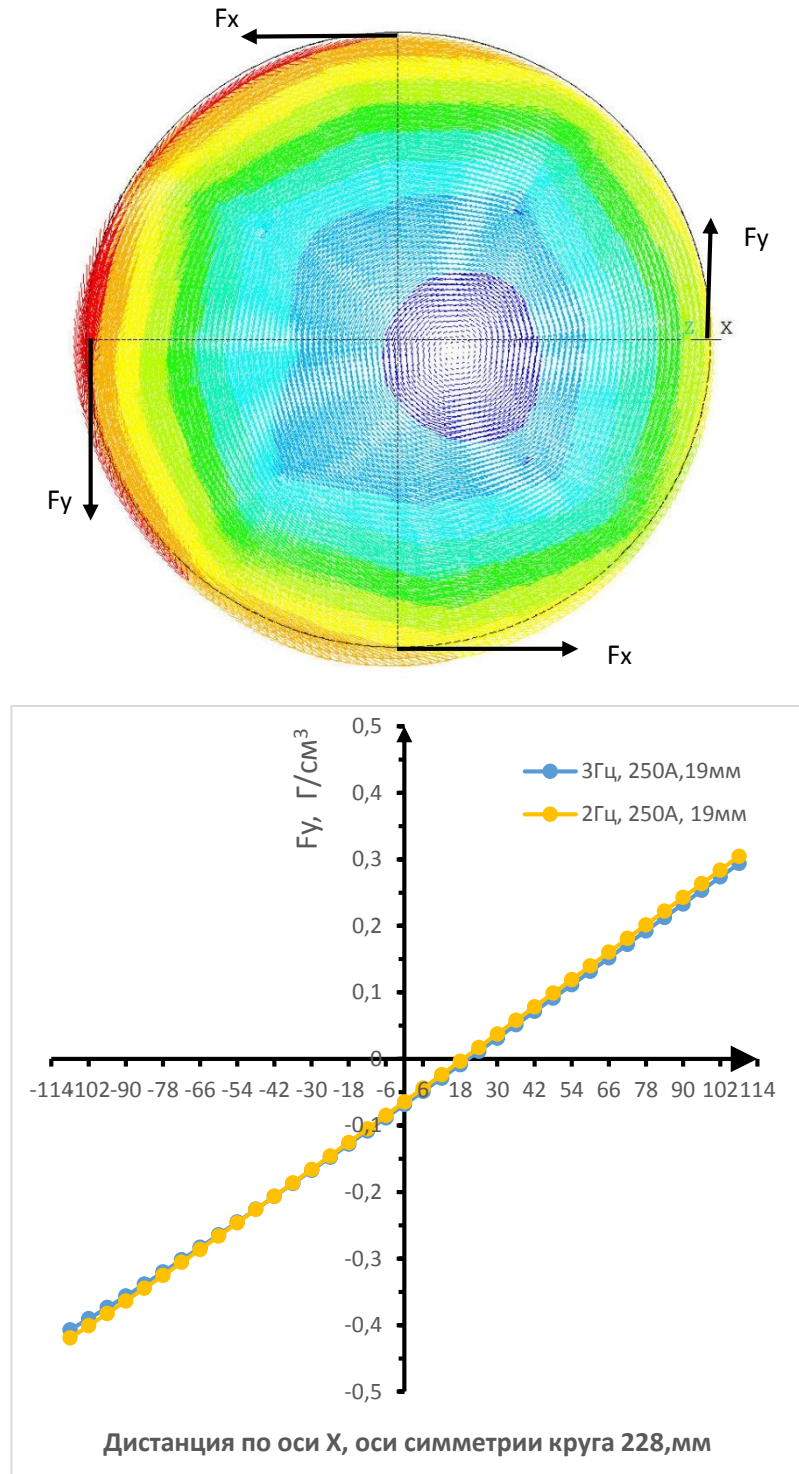 Fx
Fy
z x
Fy
Fx
0,5
3Гц, 250А,19мм
Fy, Г/см³
0,4
2Гц, 250А, 19мм
0,3
0,2
0,1
0
-114102 -90 -78 -66 -54 -42 -30 -18 -6 6 18 30 42 54 66 78 90 102 114
-0,1
-0,2
-0,3
-0,4
-0,5
Дистанция по оси X, оси симметрии круга 228,мм